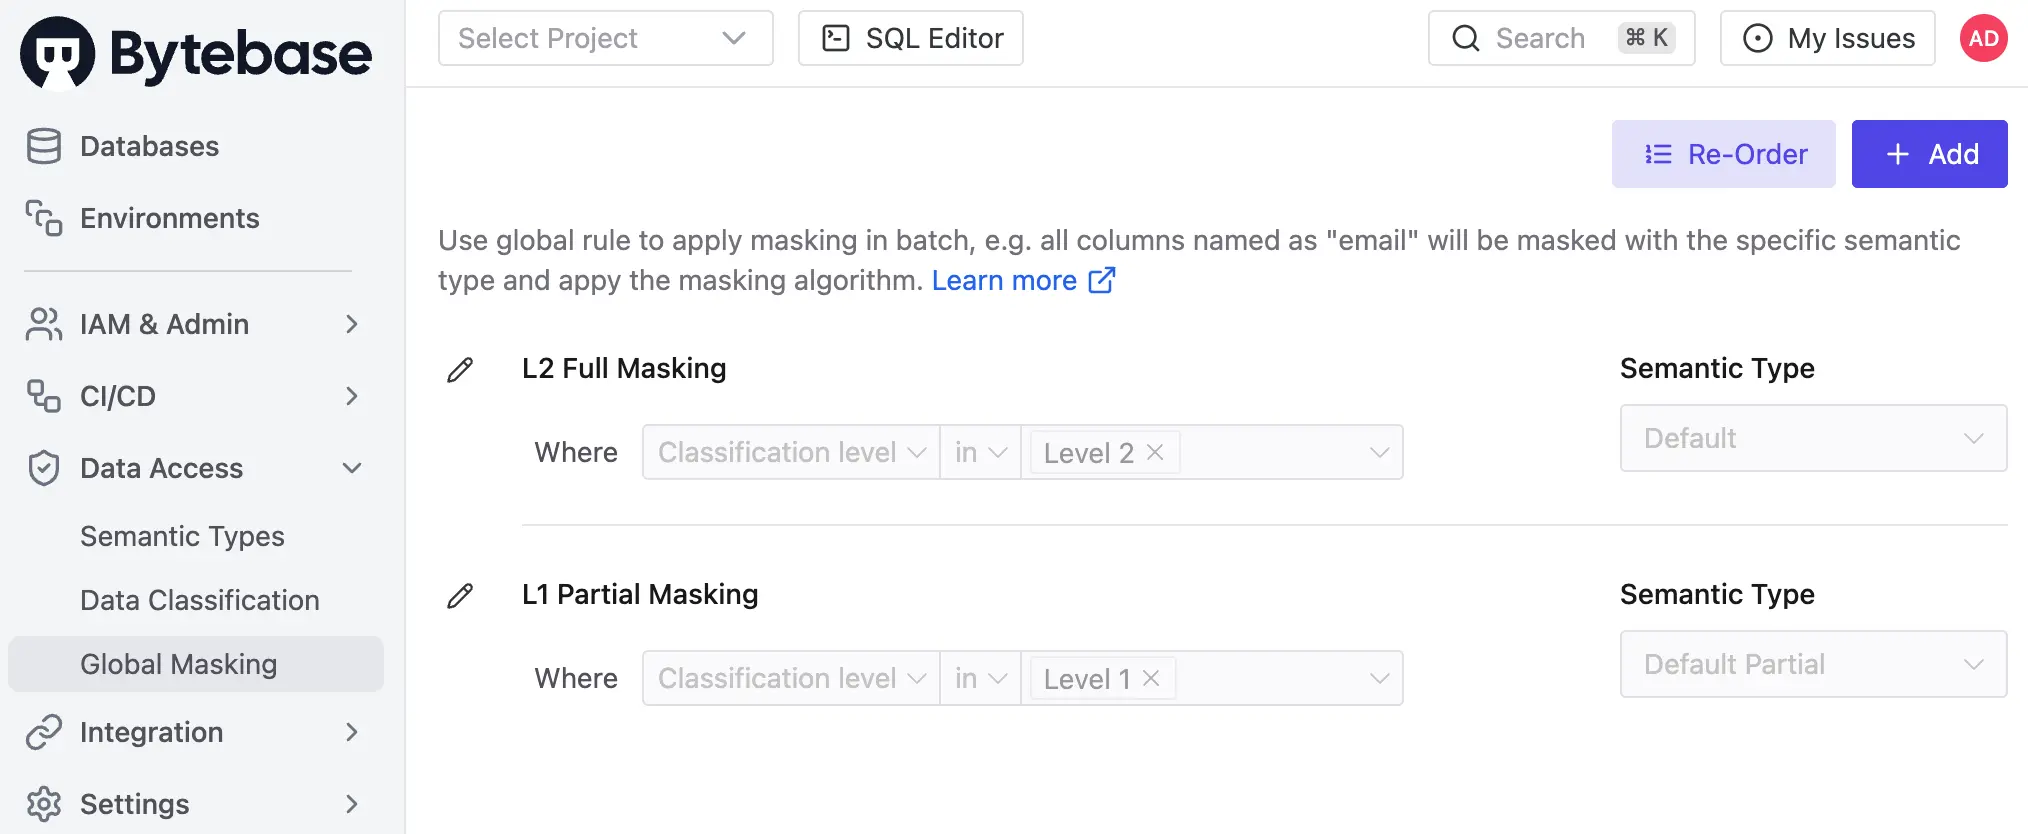 Bytebase
Select Project
SQL Editor
Search
⌘ K
My Issues
AD
Databases
Environments
IAM & Admin
CI/CD
Data Access
Semantic Types
Data Classification
Global Masking
Integration
Settings
Re-Order
+ Add
Use global rule to apply masking in batch, e.g. all columns named as "email" will be masked with the specific semantic
type and appy the masking algorithm. Learn more
L2 Full Masking
Semantic Type
Where Classification level in Level 2 ×
Default
L1 Partial Masking
Semantic Type
Where Classification level in Level 1 ×
Default Partial